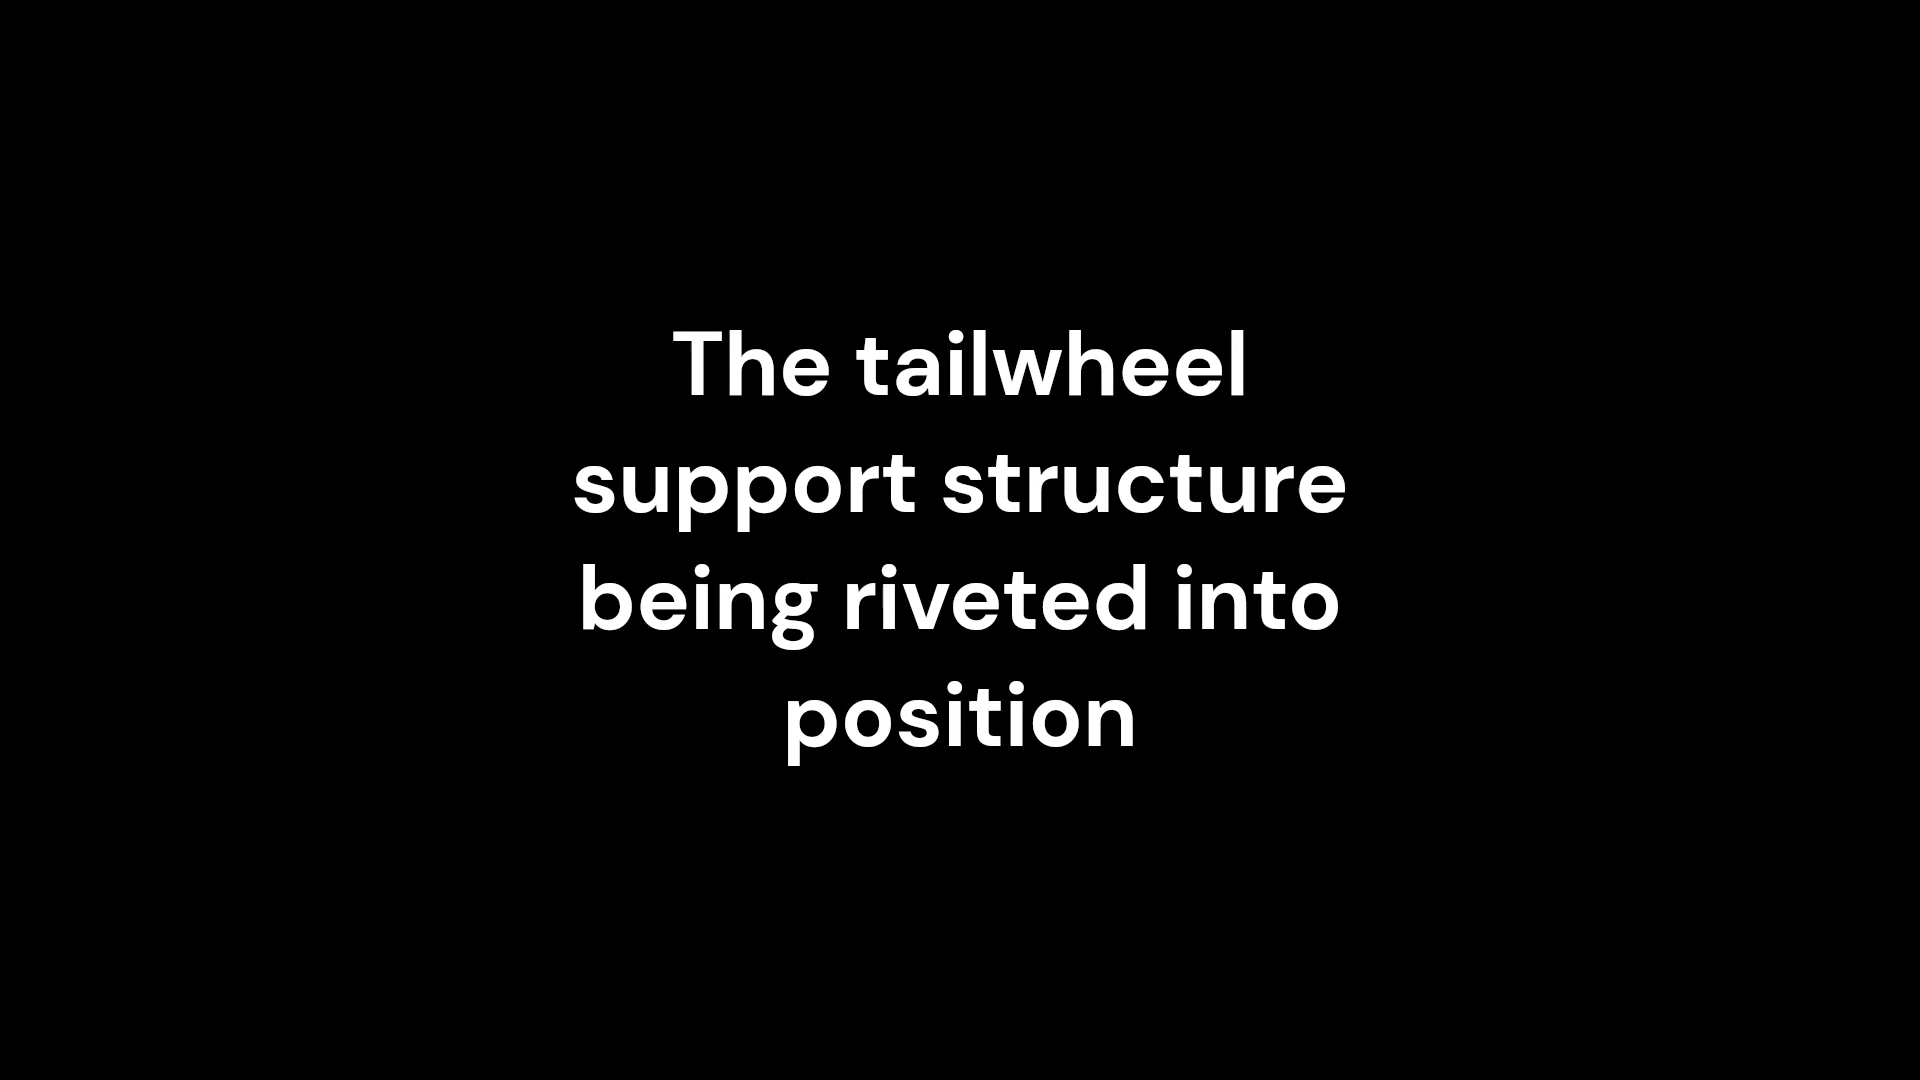 The tailwheel
support structure
being riveted into
position